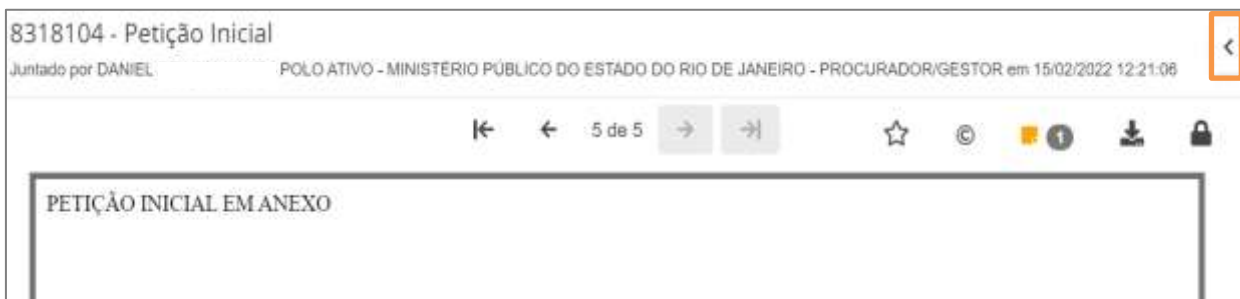 8318104 - Petição Inicial
Juntado por DANIEL POLO ATIVO - MINISTÉRIO PÚBLICO DO ESTADO DO RIO DE JANEIRO - PROCURADOR/GESTOR em 15/02/2022 12:21:06
5 de 5 © 1
PETIÇÃO INICIAL EM ANEXO